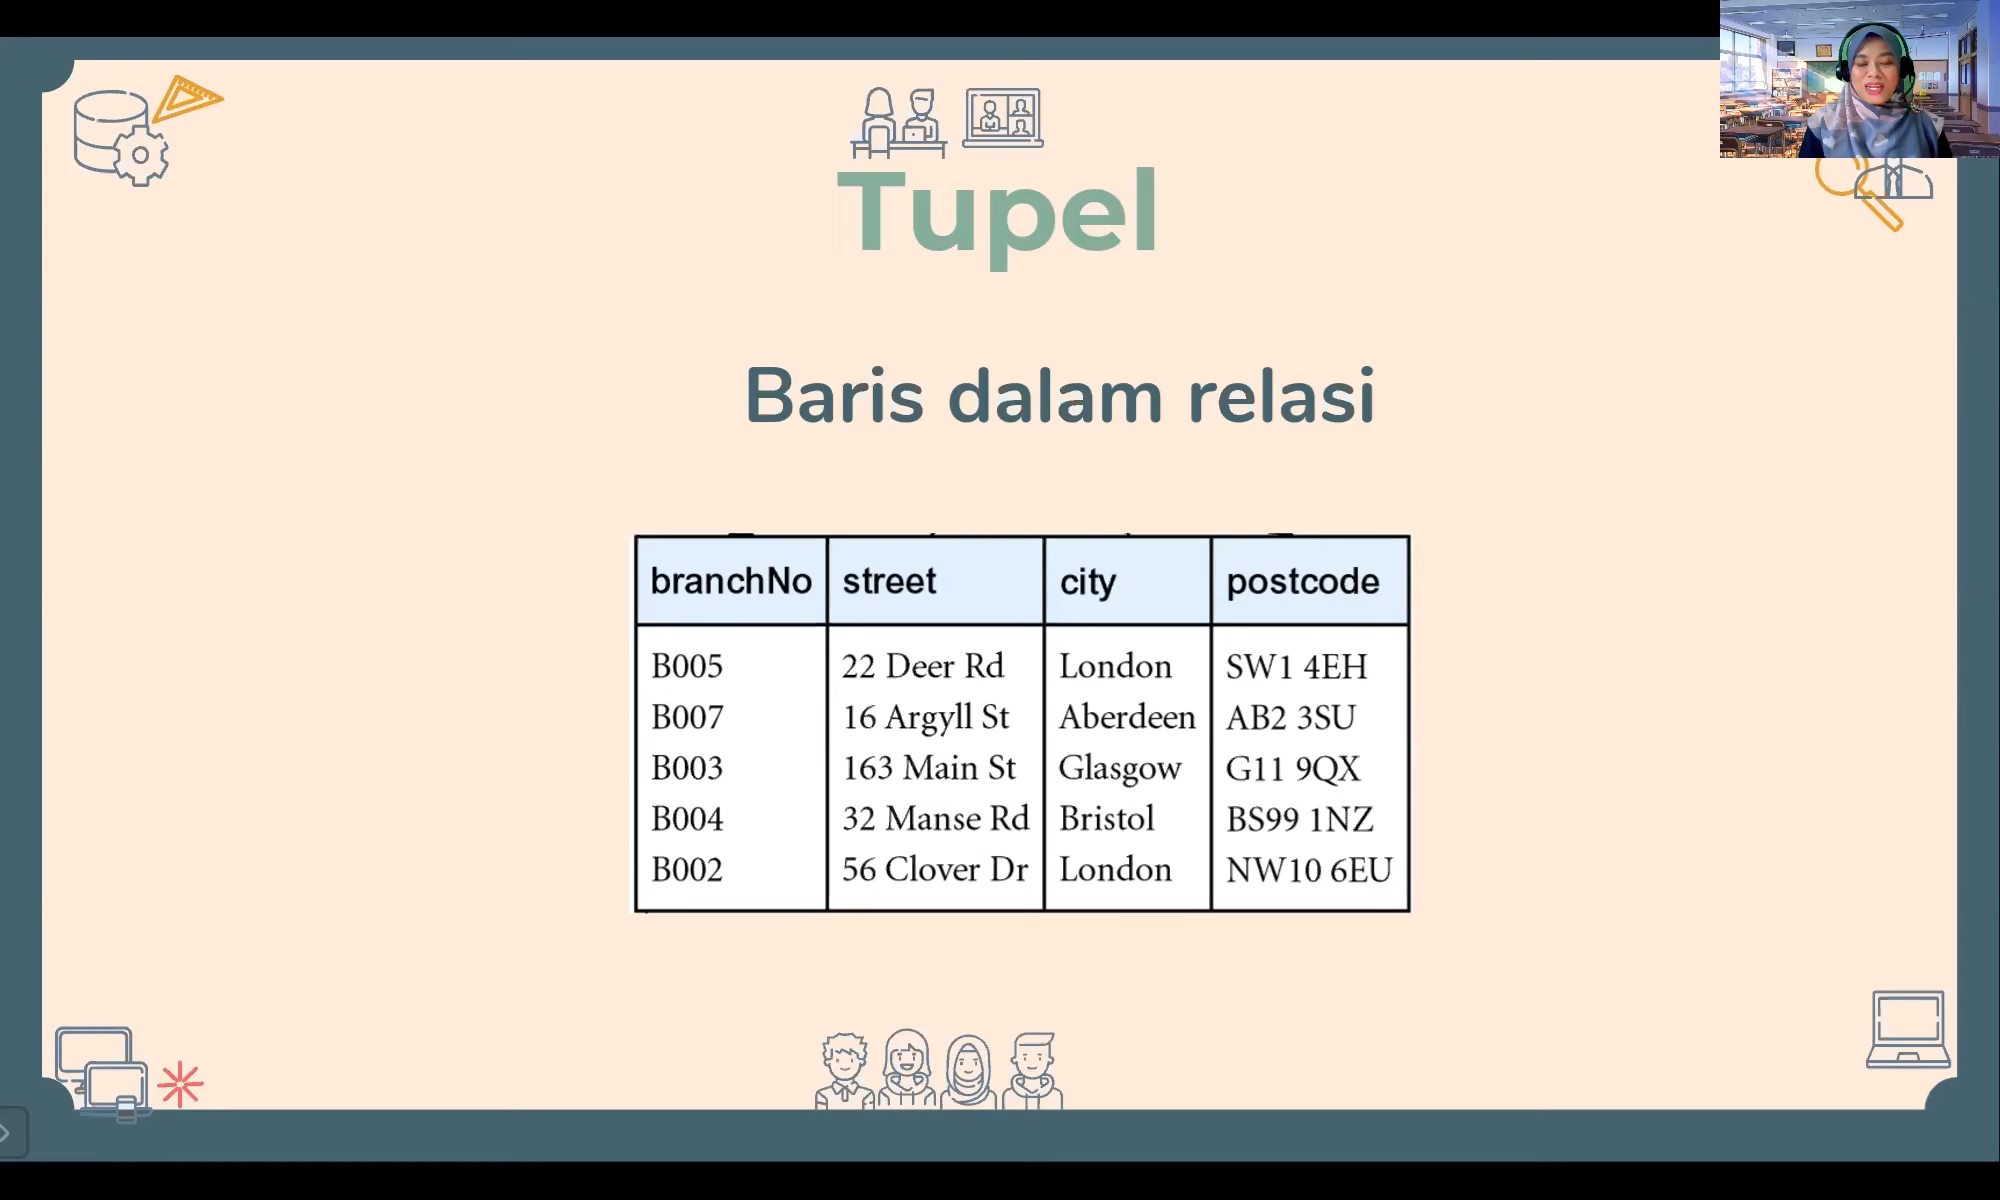 Tupel
Baris dalam relasi
branchNo street city postcode
B005 22 Deer Rd London SW1 4EH
B007 16 Argyll St Aberdeen AB2 3SU
B003 163 Main St Glasgow G11 9QX
B004 32 Manse Rd Bristol BS99 1NZ
B002 56 Clover Dr London NW10 6EU